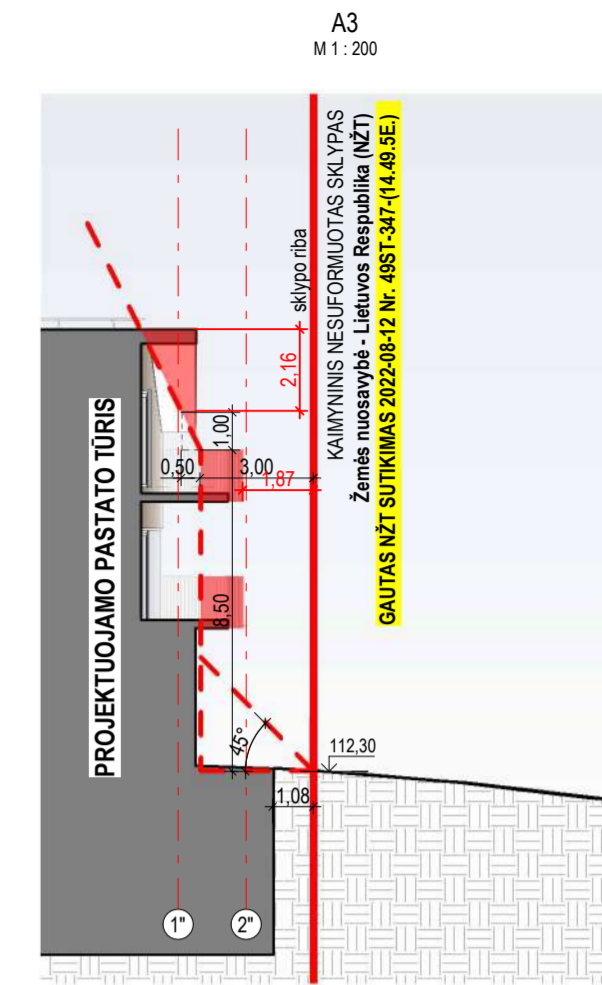 A3
M 1 : 200
sklypo riba
KAIMYNINIS NESUFORMUOTAS SKLYPAS
Žemės nuosavybė - Lietuvos Respublika (NŽT)
GAUTAS NŽT SUTIKIMAS 2022-08-12 Nr. 49ST-347-(14.49.5E.)
PROJEKTUOJAMO PASTATO TŪRIS
2,16
1,00
0,50
3,00
1,87
8,50
45°
112,30
1,08
1"
2"